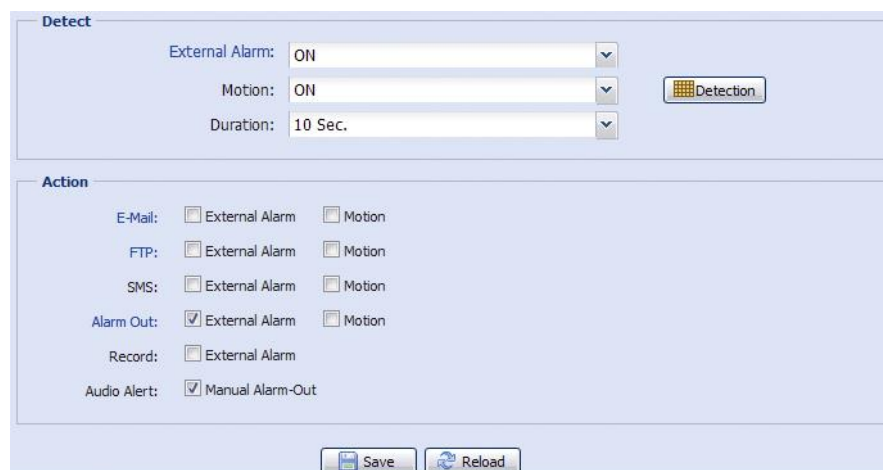 Detect
External Alarm: ON
Motion: ON Detection
Duration: 10 Sec.
Action
E-Mail: External Alarm Motion
FTP: External Alarm Motion
SMS: External Alarm Motion
Alarm Out: External Alarm Motion
Record: External Alarm
Audio Alert: Manual Alarm-Out
Save Reload